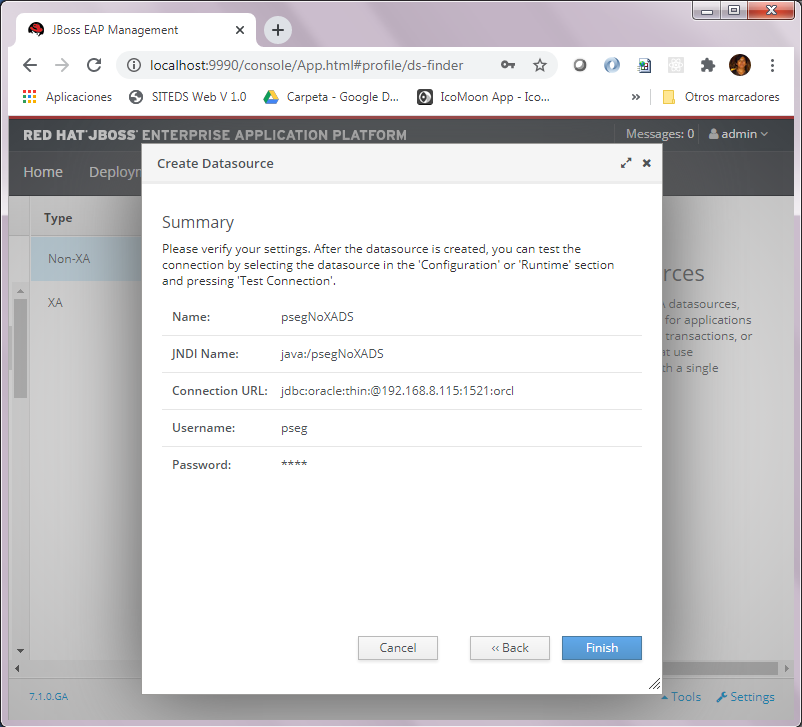 JBoss EAP Management
localhost:9990/console/App.html#profile/ds-finder
Aplicaciones
SITEDS Web V 1.0
Carpeta - Google D...
IcoMoon App - Ico...
»
Otros marcadores
RED HAT JBOSS ENTERPRISE APPLICATION PLATFORM
Messages: 0
admin
Home
Deployn
Create Datasource
Type
Non-XA
XA
Summary
Please verify your settings. After the datasource is created, you can test the
connection by selecting the datasource in the 'Configuration' or 'Runtime' section
and pressing 'Test Connection'.
Name: psegNoXADS
JNDI Name: java:/psegNoXADS
Connection URL: jdbc:oracle:thin:@192.168.8.115:1521:orcl
Username: pseg
Password: ****
rces
datasources,
for applications
transactions, or
at use
th a single
Cancel
‹‹ Back
Finish
7.1.0.GA
Tools
Settings